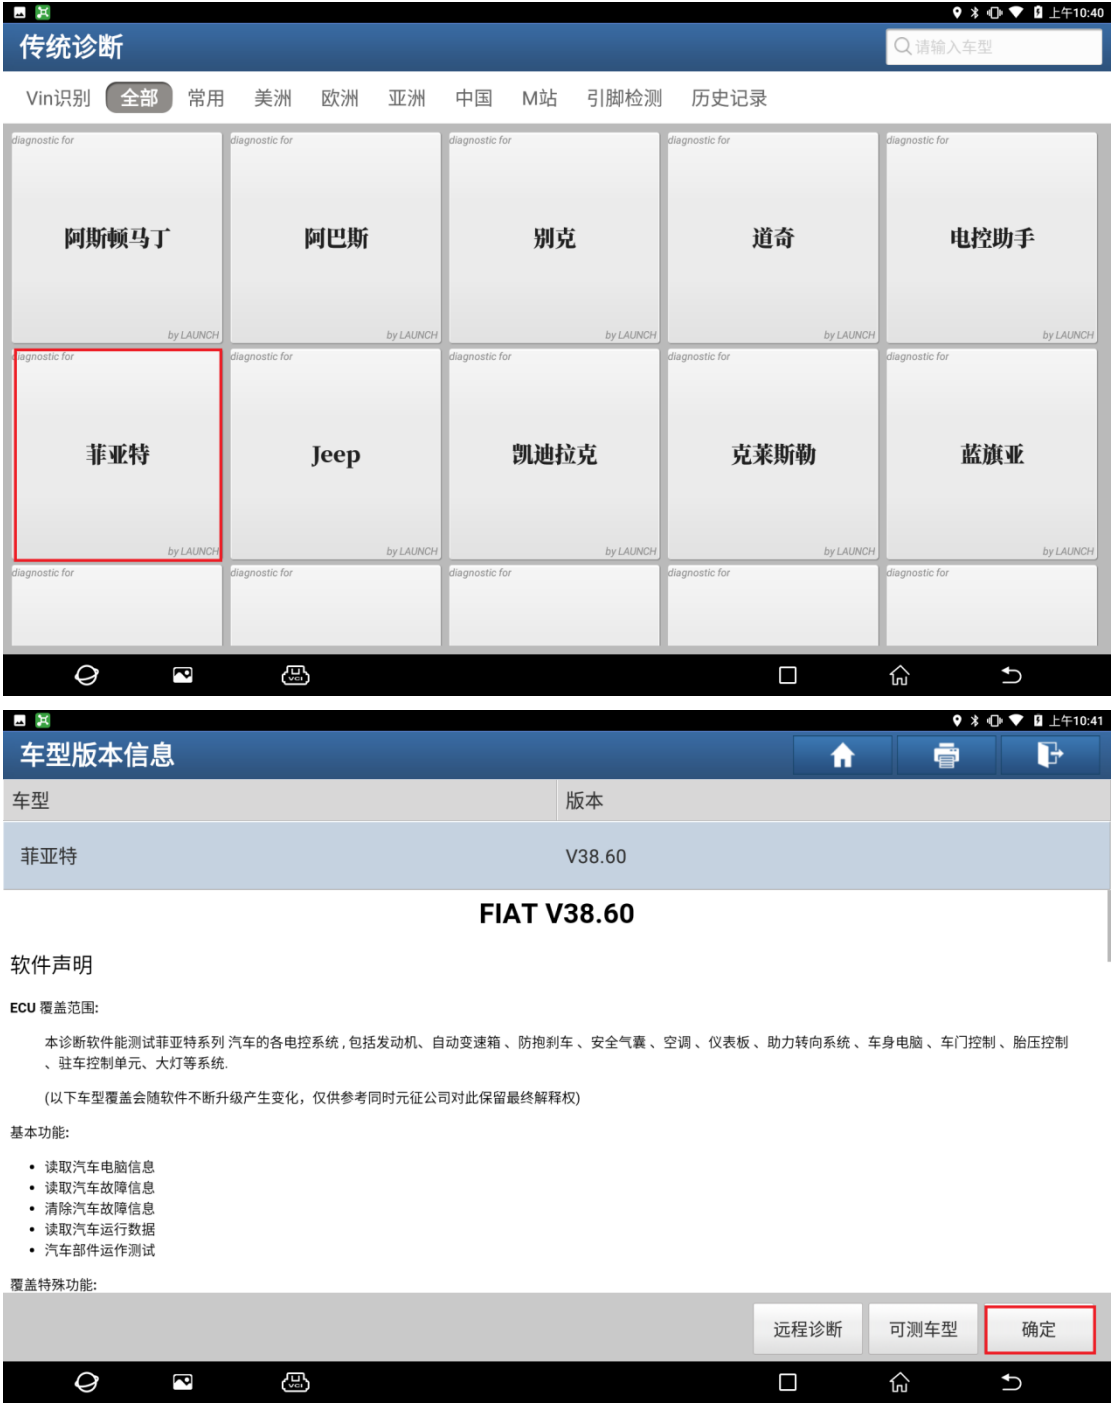 上午10:40
传统诊断
请输入车型
Vin识别 全部 常用 美洲 欧洲 亚洲 中国 M站 引脚检测 历史记录
diagnostic for diagnostic for diagnostic for diagnostic for diagnostic for
阿斯顿马丁 阿巴斯 别克 道奇 电控助手
by LAUNCH by LAUNCH by LAUNCH by LAUNCH by LAUNCH
diagnostic for diagnostic for diagnostic for diagnostic for diagnostic for
菲亚特 Jeep 凯迪拉克 克莱斯勒 蓝旗亚
by LAUNCH by LAUNCH by LAUNCH by LAUNCH by LAUNCH
diagnostic for diagnostic for diagnostic for diagnostic for diagnostic for
VCI
上午10:41
车型版本信息
车型 版本
菲亚特 V38.60
FIAT V38.60
软件声明
ECU 覆盖范围:
本诊断软件能测试菲亚特系列 汽车的各电控系统 , 包括发动机、自动变速箱 、防抱刹车 、安全气囊 、空调 、仪表板 、助力转向系统 、车身电脑 、车门控制 、胎压控制
、驻车控制单元、大灯等系统.
(以下车型覆盖会随软件不断升级产生变化，仅供参考同时元征公司对此保留最终解释权)
基本功能:
• 读取汽车电脑信息
• 读取汽车故障信息
• 清除汽车故障信息
• 读取汽车运行数据
• 汽车部件运作测试
覆盖特殊功能:
远程诊断 可测车型 确定
VCI